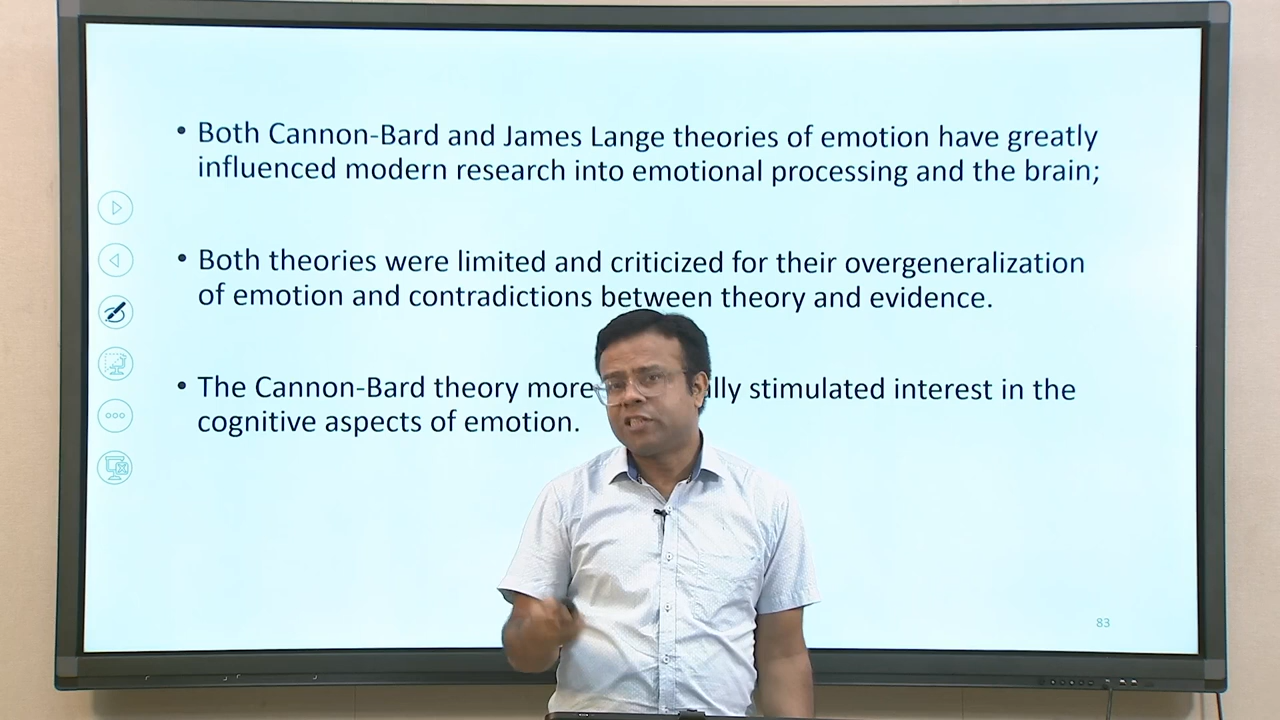 • Both Cannon-Bard and James Lange theories of emotion have greatly
influenced modern research into emotional processing and the brain;
• Both theories were limited and criticized for their overgeneralization
of emotion and contradictions between theory and evidence.
• The Cannon-Bard theory more stimulated interest in the
cognitive aspects of emotion.
83